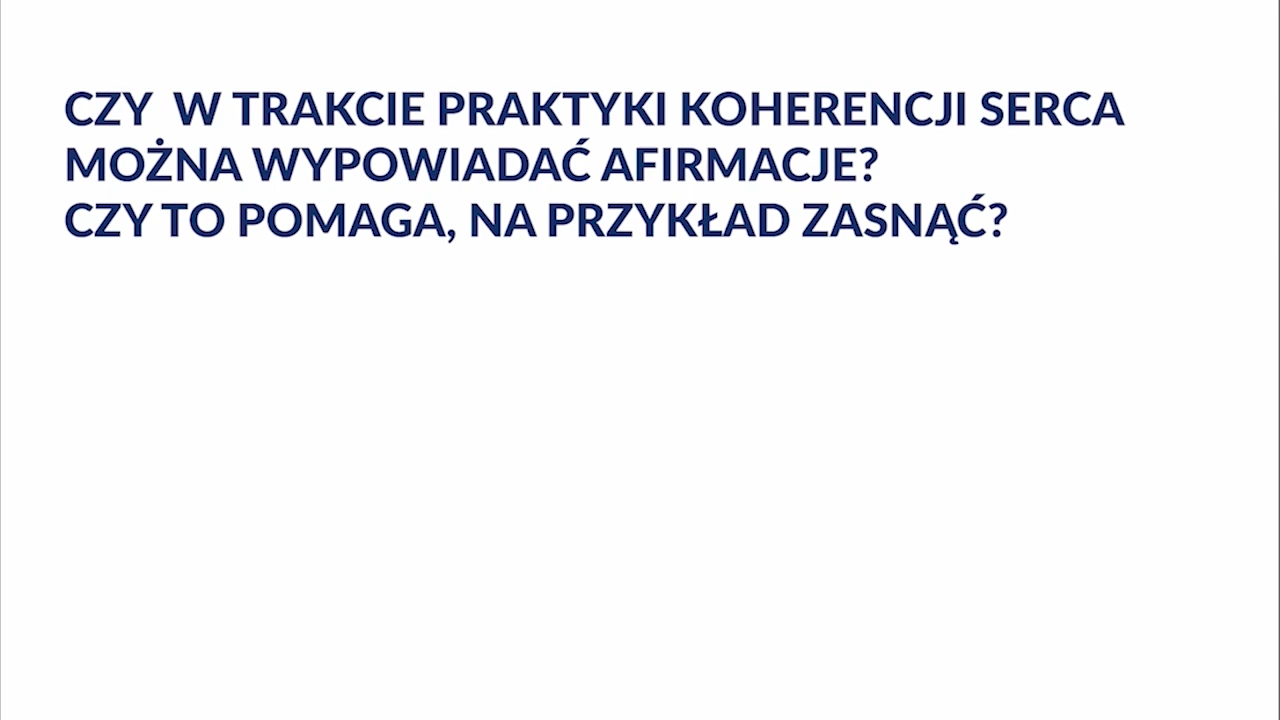 CZY  W TRAKCIE PRAKTYKI KOHERENCJI SERCA
MOŻNA WYPOWIADAĆ AFIRMACJE?
CZY TO POMAGA, NA PRZYKŁAD ZASNĄĆ?